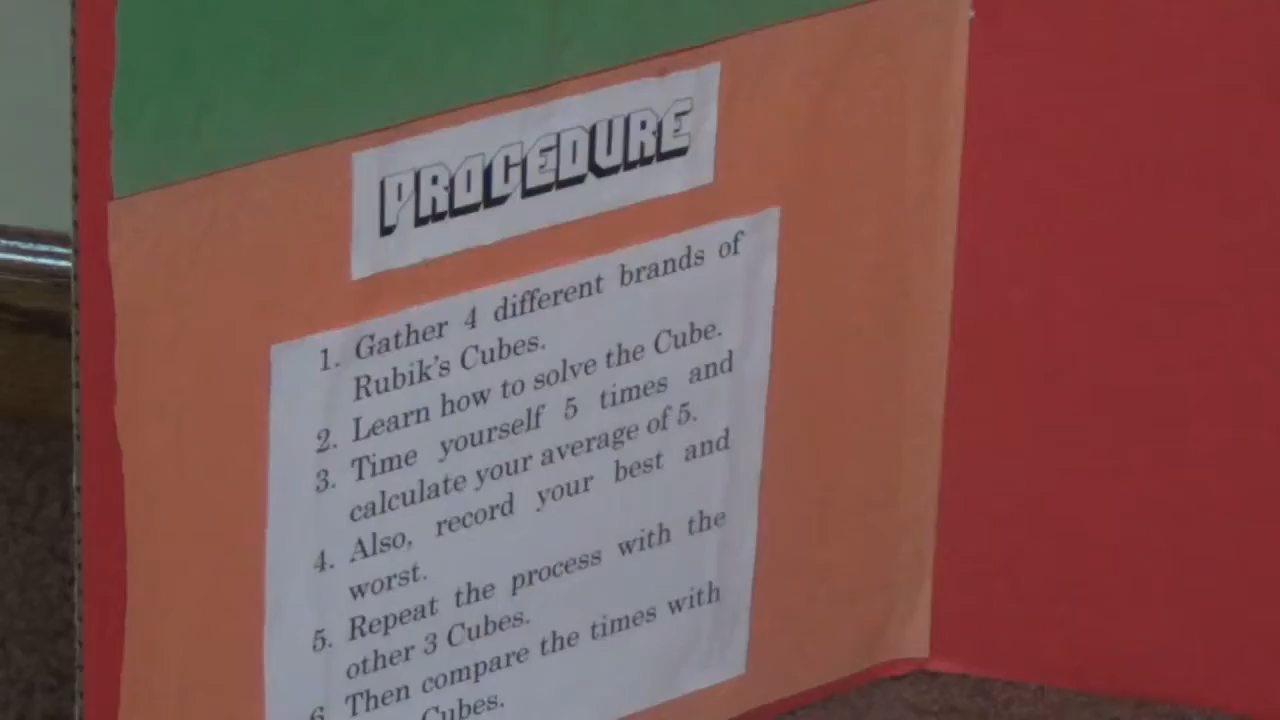 PROCEDURE
1. Gather 4 different brands of
Rubik's Cubes.
2. Learn how to solve the Cube.
3. Time yourself 5 times and
calculate your average of 5.
4. Also, record your best and
worst.
5. Repeat the process with the
other 3 Cubes.
6. Then compare the times with
Cubes.